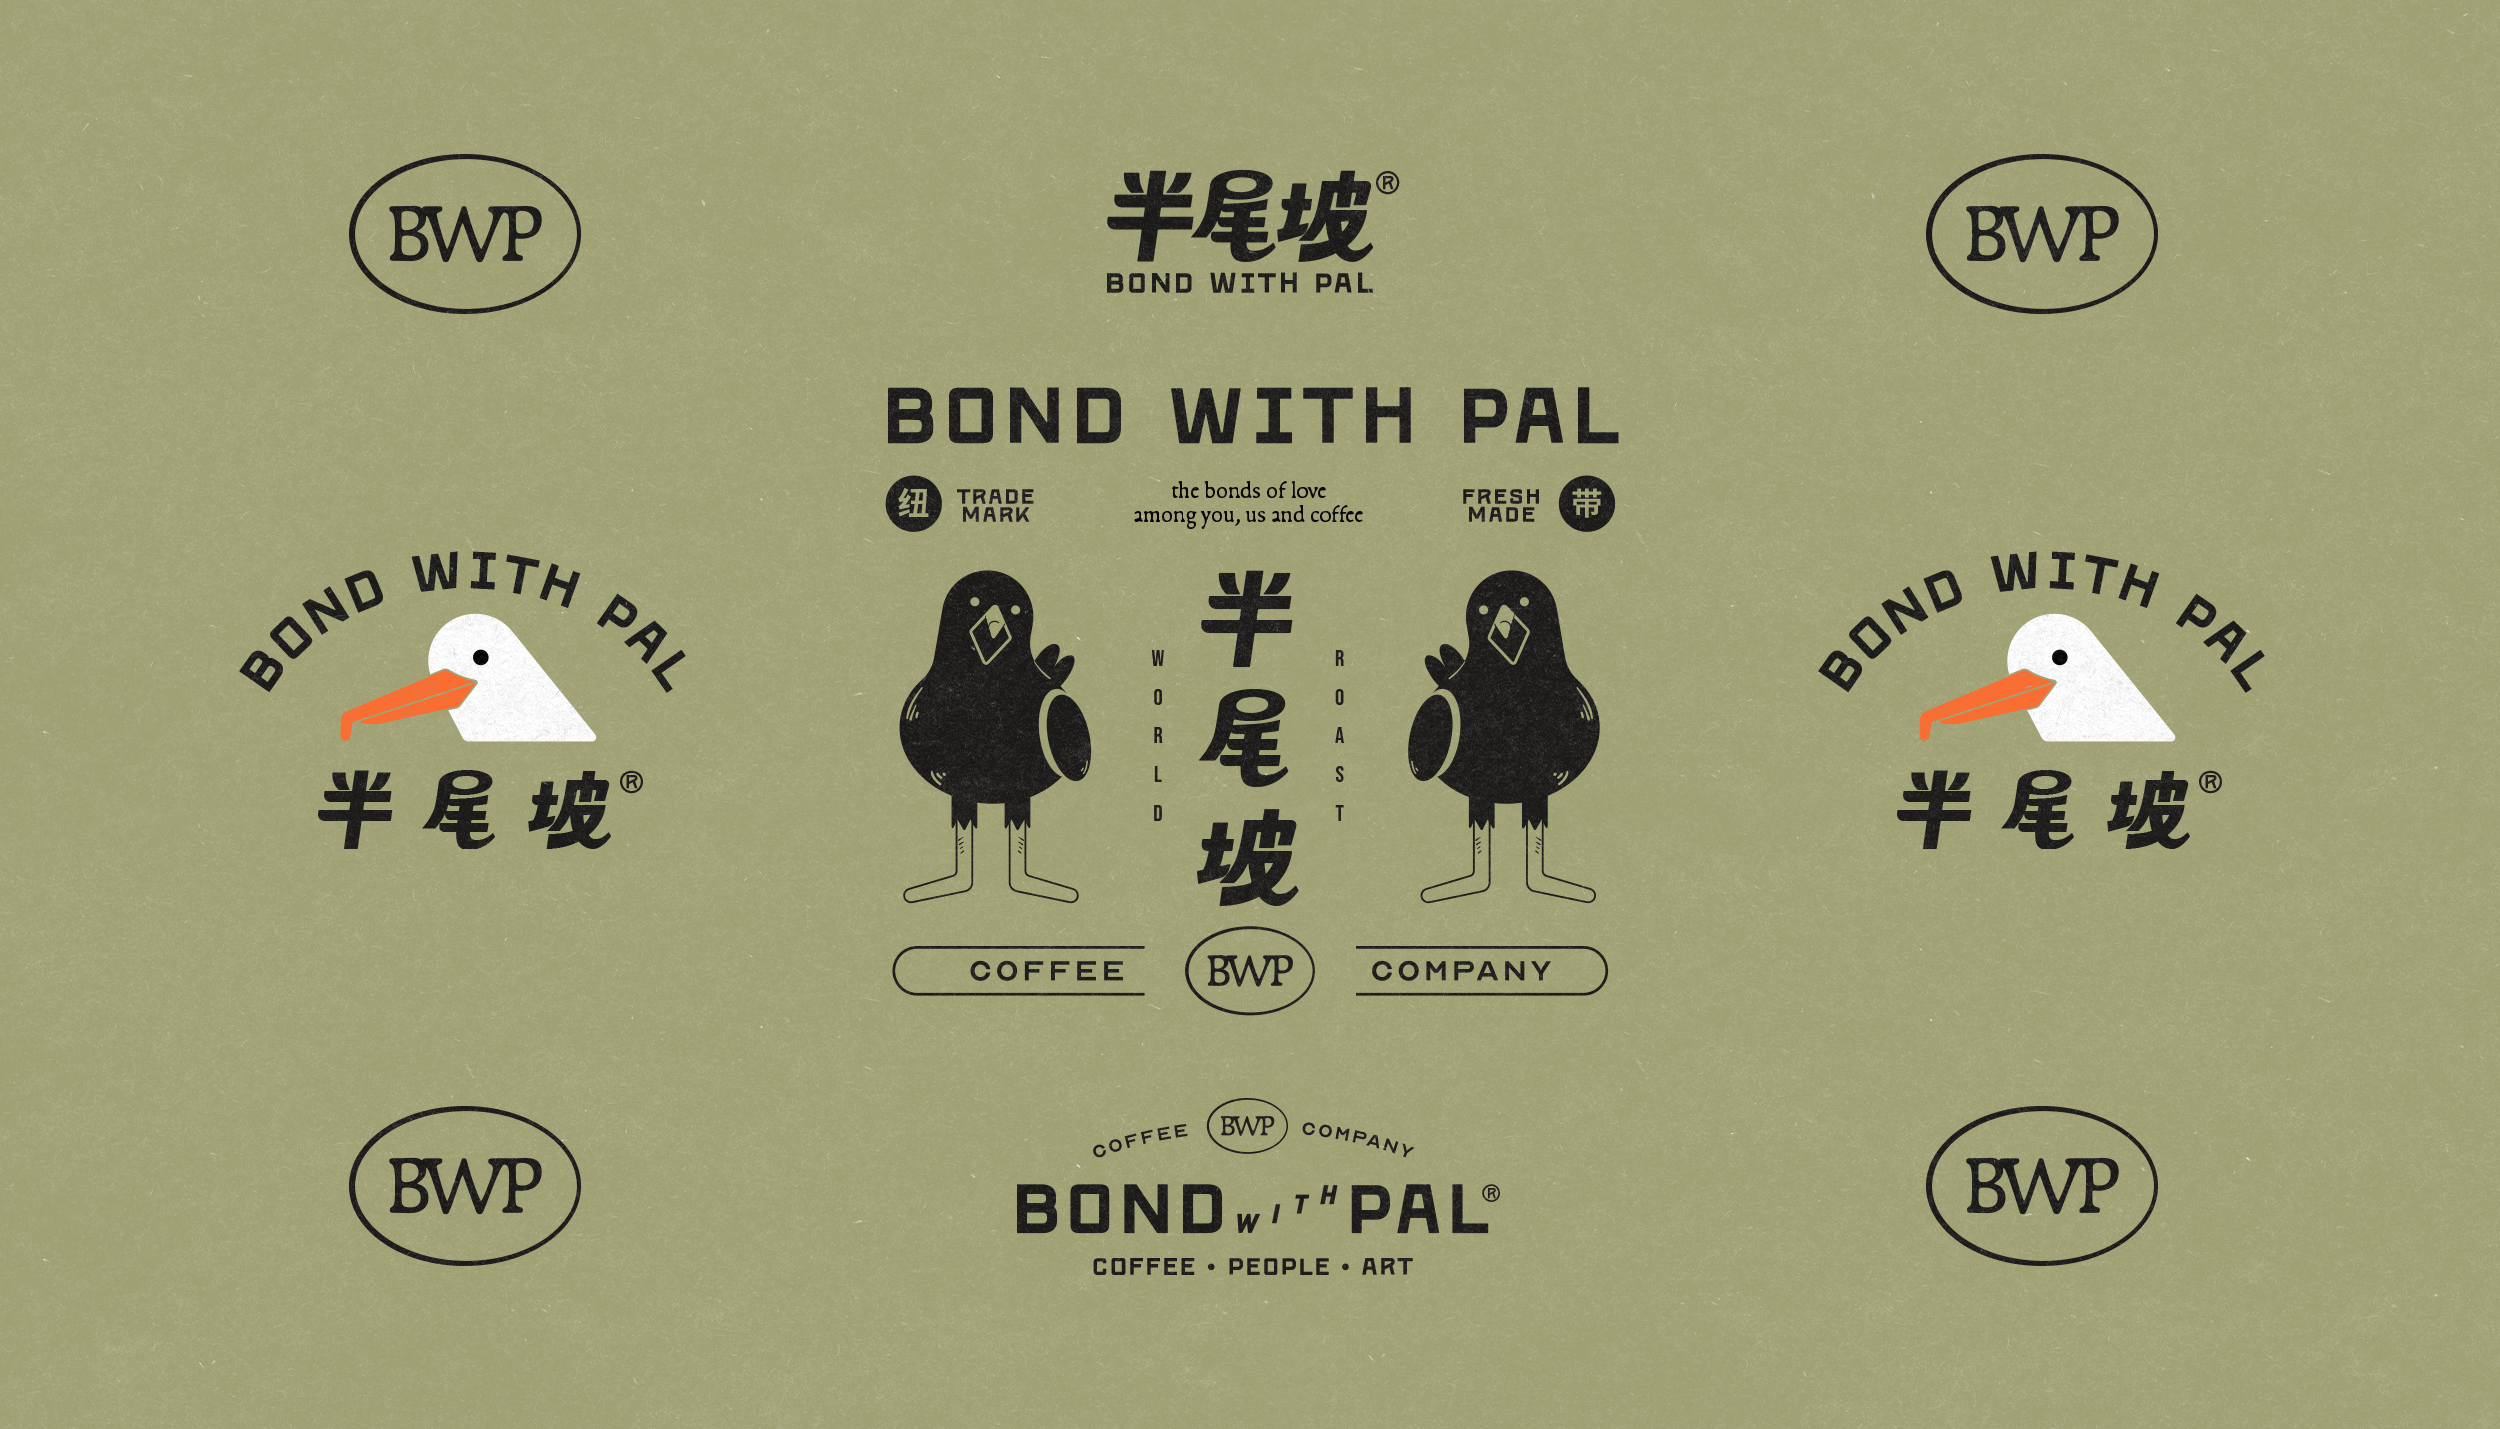 BWP
半尾坡®
BOND WITH PAL
BWP
BOND WITH PAL
纽
TRADE
MARK
the bonds of love
among you, us and coffee
FRESH
MADE
带
BOND WITH PAL
半尾坡®
WORLD
半尾坡
ROAST
BOND WITH PAL
半尾坡®
COFFEE
BWP
COMPANY
BWP
COFFEE BWP COMPANY
BOND WITH PAL®
COFFEE • PEOPLE • ART
BWP